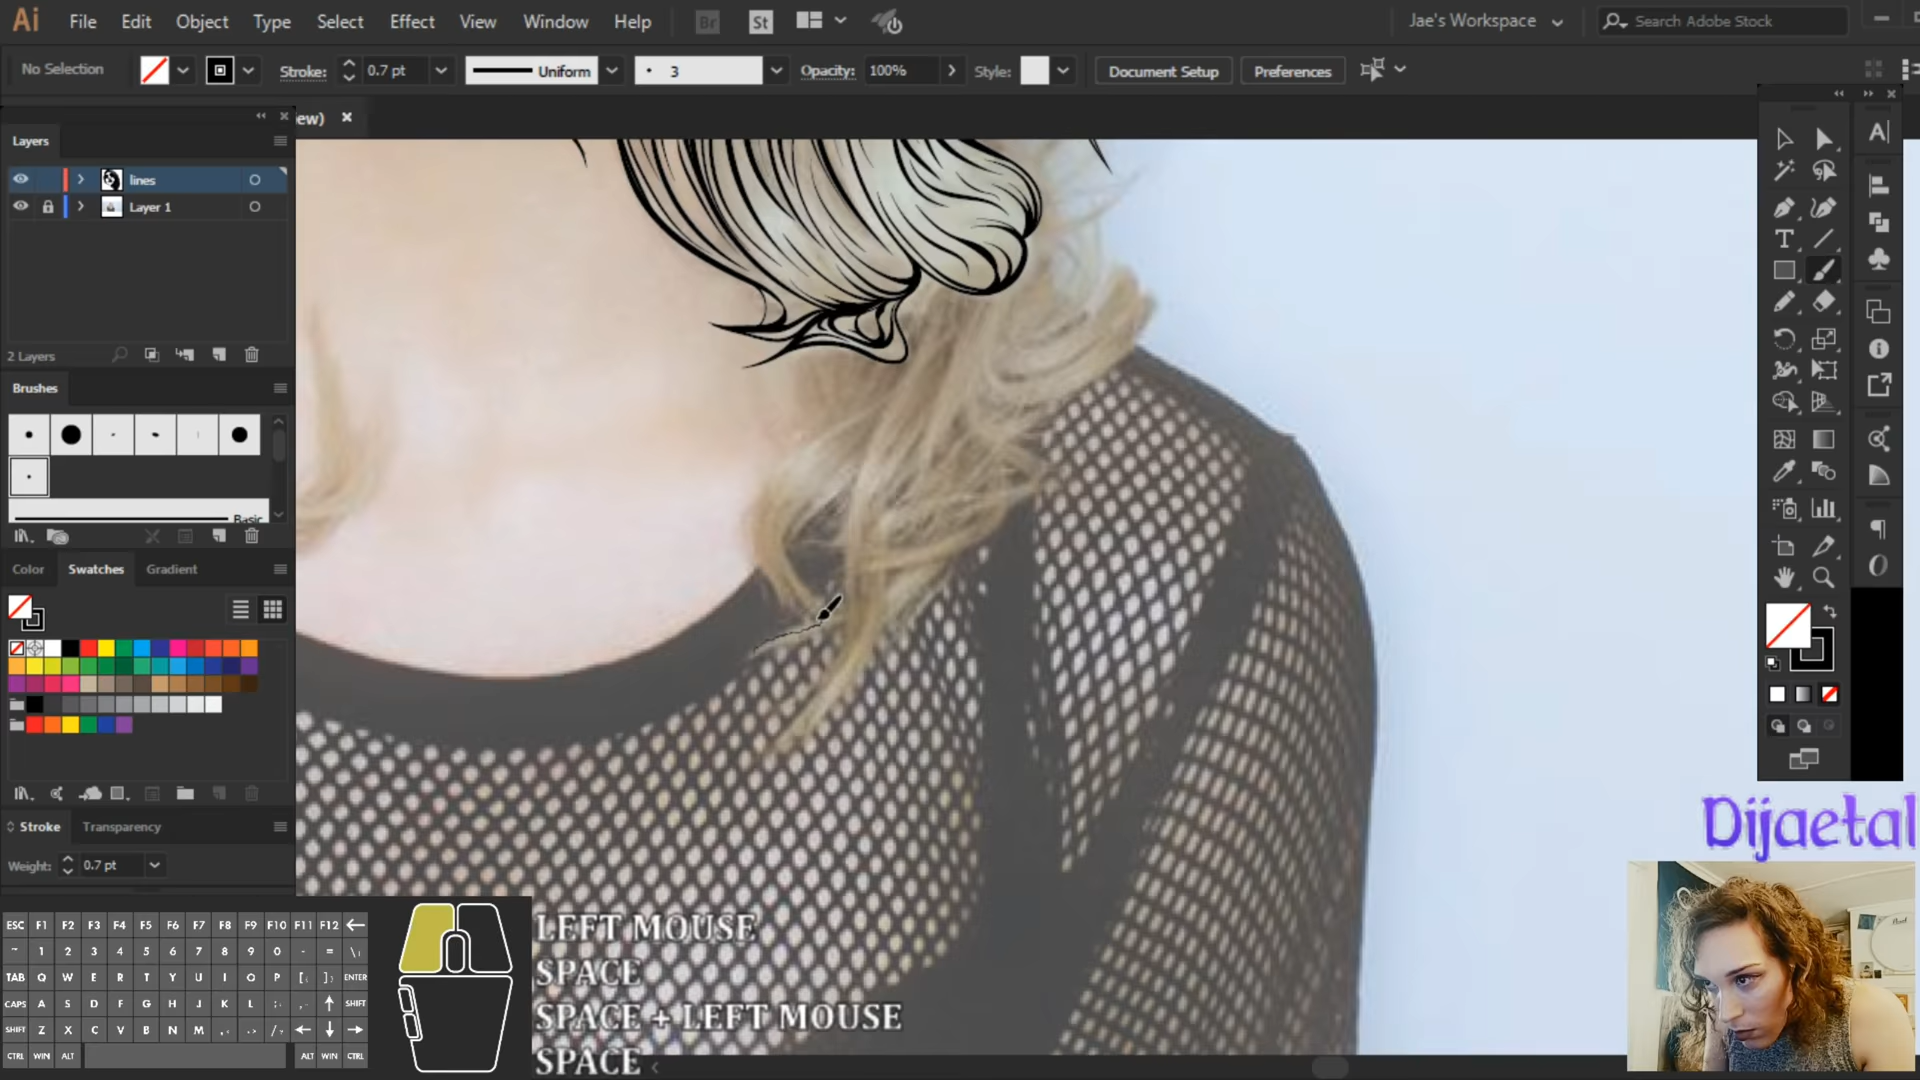 Ai File Edit Object Type Select Effect View Window Help Br St Jae's Workspace Search Adobe Stock
No Selection Stroke: 0.7 pt Uniform 3 Opacity: 100% Style: Document Setup Preferences
ew) ×
Layers
lines
Layer 1
2 Layers
Brushes
Basic
Color Swatches Gradient
Stroke Transparency
Weight: 0.7 pt
Dijaetal
ESC F1 F2 F3 F4 F5 F6 F7 F8 F9 F10 F11 F12
~ 1 2 3 4 5 6 7 8 9 0 - = \
TAB Q W E R T Y U I O P [ ] ENTER
CAPS A S D F G H J K L ; SHIFT
SHIFT Z X C V B N M , . /
CTRL WIN ALT ALT WIN CTRL
LEFT MOUSE
SPACE
SPACE + LEFT MOUSE
SPACE